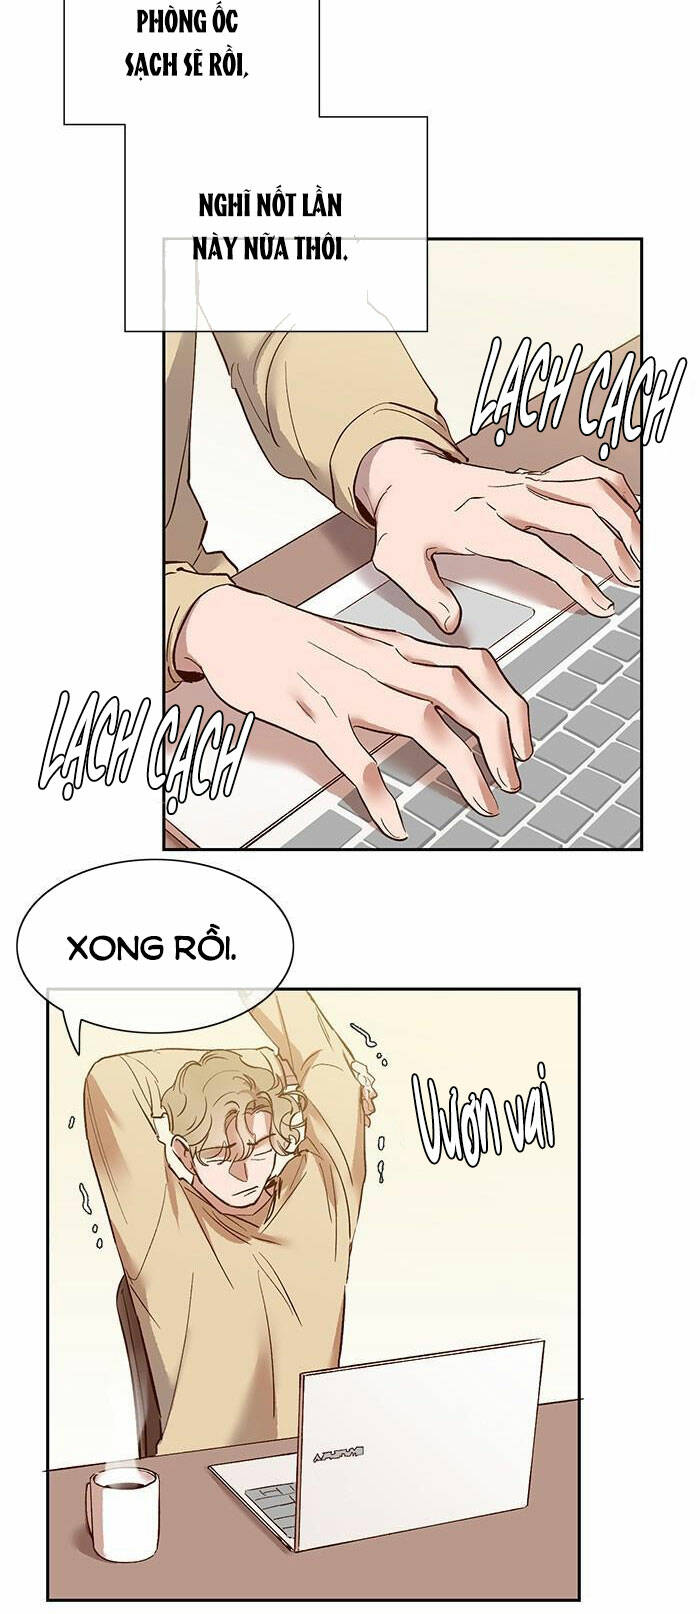 PHÒNG ỐC
SẠCH SẼ RỒI,
NGHĨ NỐT LẦN
NÀY NỮA THÔI.
LẠCH CẠCH
LẠCH CẠCH
XONG RỒI.
Vươn vai